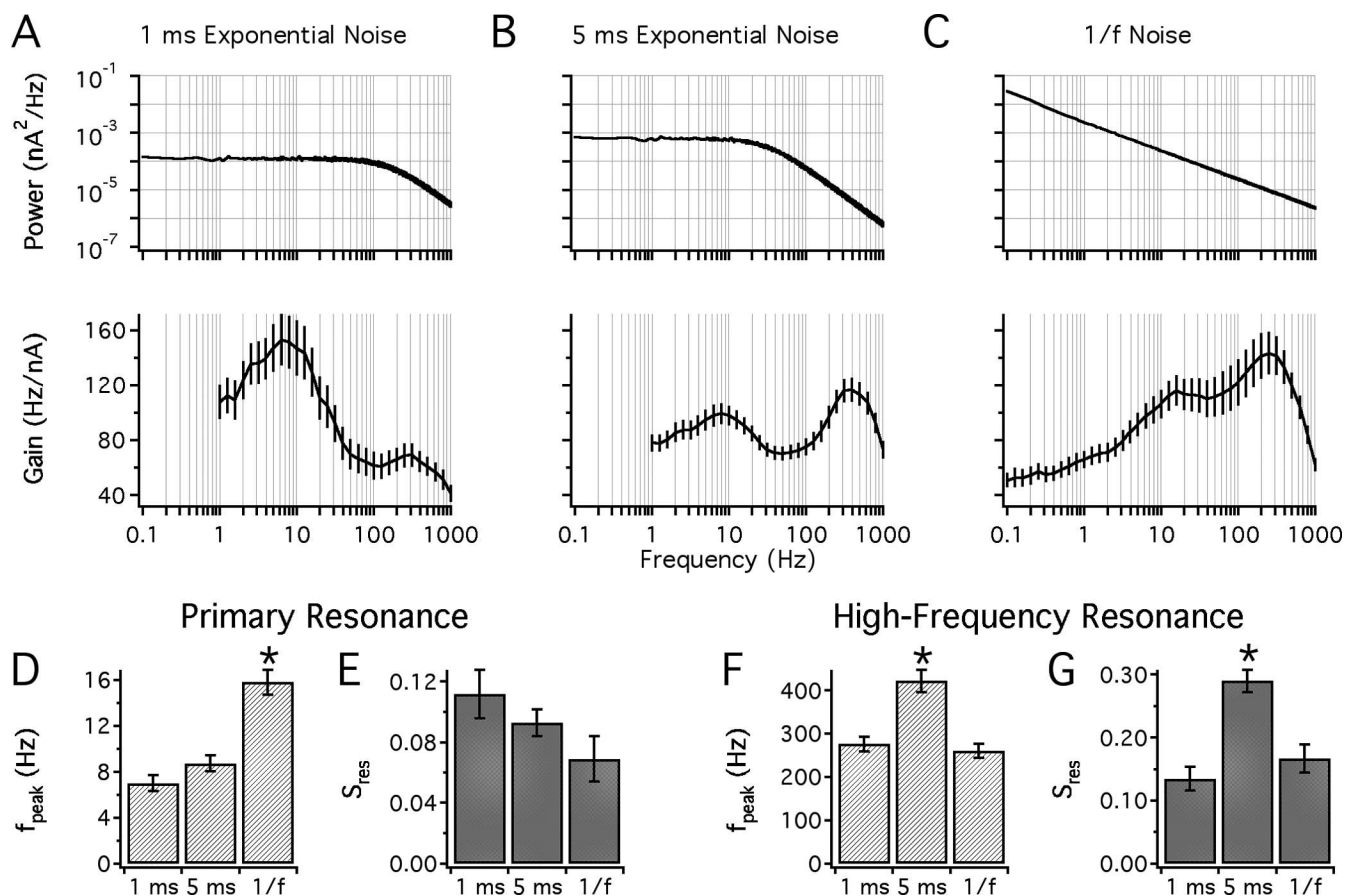 A 1 ms Exponential Noise
B 5 ms Exponential Noise
C 1/f Noise
Power (nA²/Hz)
10⁻¹
10⁻³
10⁻⁵
10⁻⁷
Gain (Hz/nA)
160
120
80
40
0.1 1 10 100 1000
0.1 1 10 100 1000
0.1 1 10 100 1000
Frequency (Hz)
Primary Resonance
High-Frequency Resonance
D
f_peak (Hz)
16
12
8
4
0
*
1 ms 5 ms 1/f
E
S_res
0.12
0.08
0.04
0.00
1 ms 5 ms 1/f
F
f_peak (Hz)
400
300
200
100
0
*
1 ms 5 ms 1/f
G
S_res
0.30
0.20
0.10
0.00
*
1 ms 5 ms 1/f